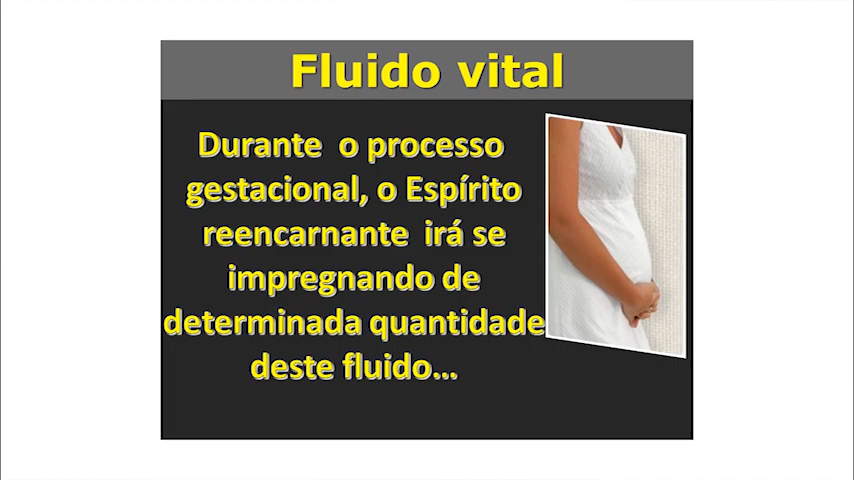 Fluido vital
Durante o processo
gestacional, o Espírito
reencarnante irá se
impregnando de
determinada quantidade
deste fluido...